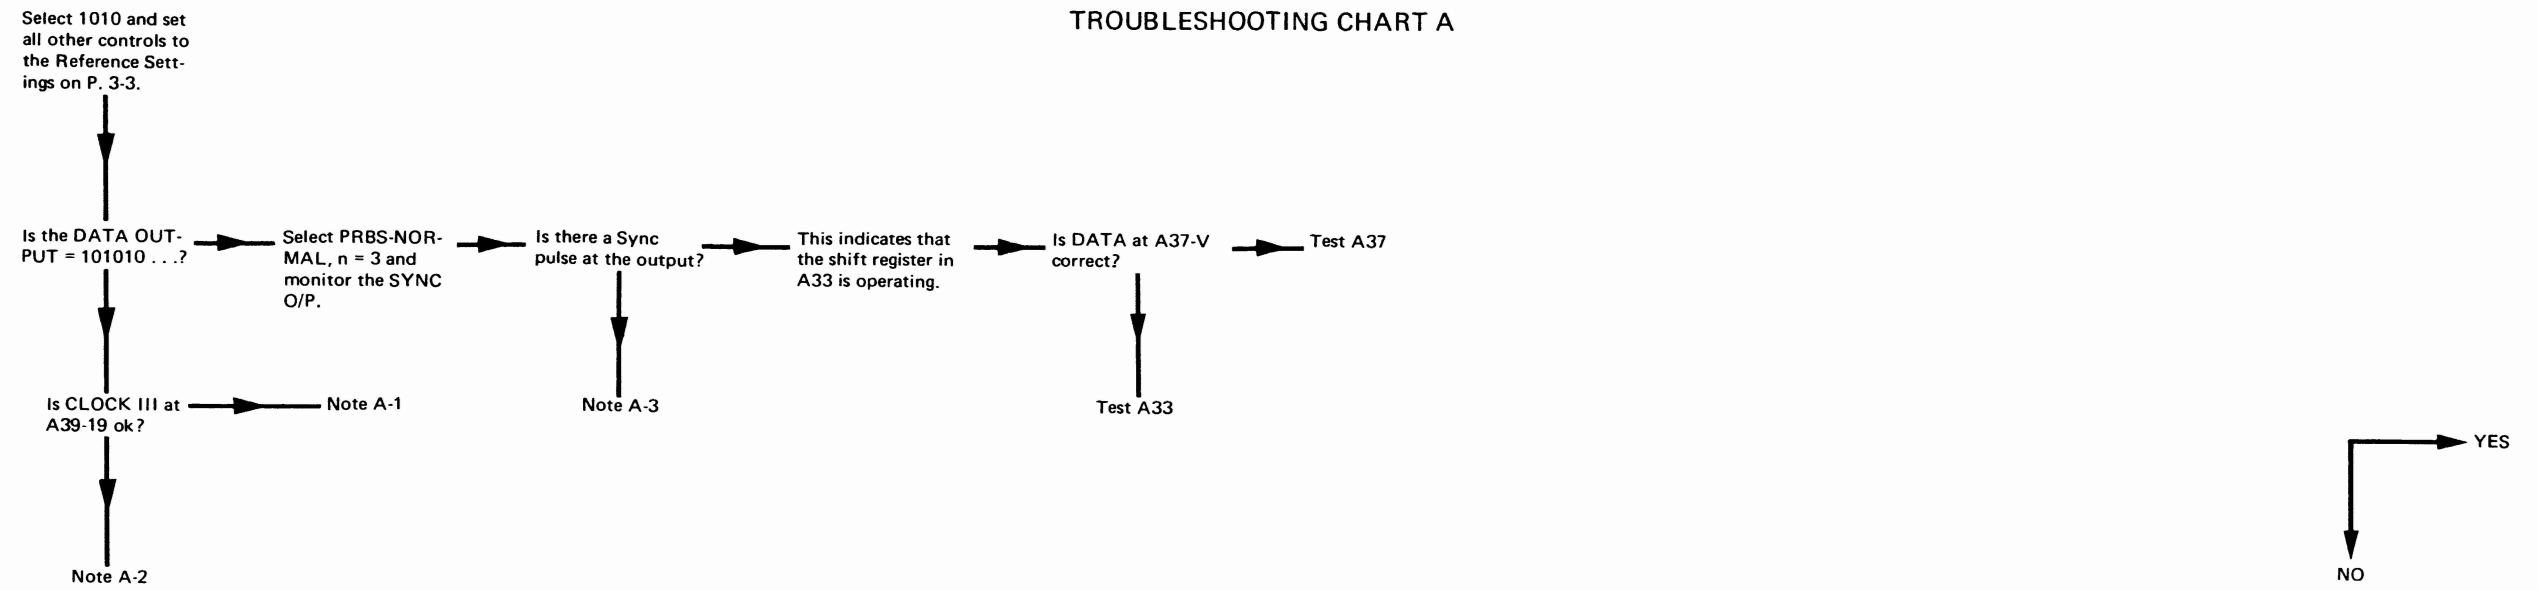 TROUBLESHOOTING CHART A
Select 1010 and set
all other controls to
the Reference Sett-
ings on P. 3-3.
Is the DATA OUT-
PUT = 101010 . . .?
Select PRBS-NOR-
MAL, n = 3 and
monitor the SYNC
O/P.
Is there a Sync
pulse at the output?
This indicates that
the shift register in
A33 is operating.
Is DATA at A37-V
correct?
Test A37
Is CLOCK III at
A39-19 ok?
Note A-1
Note A-3
Test A33
YES
NO
Note A-2